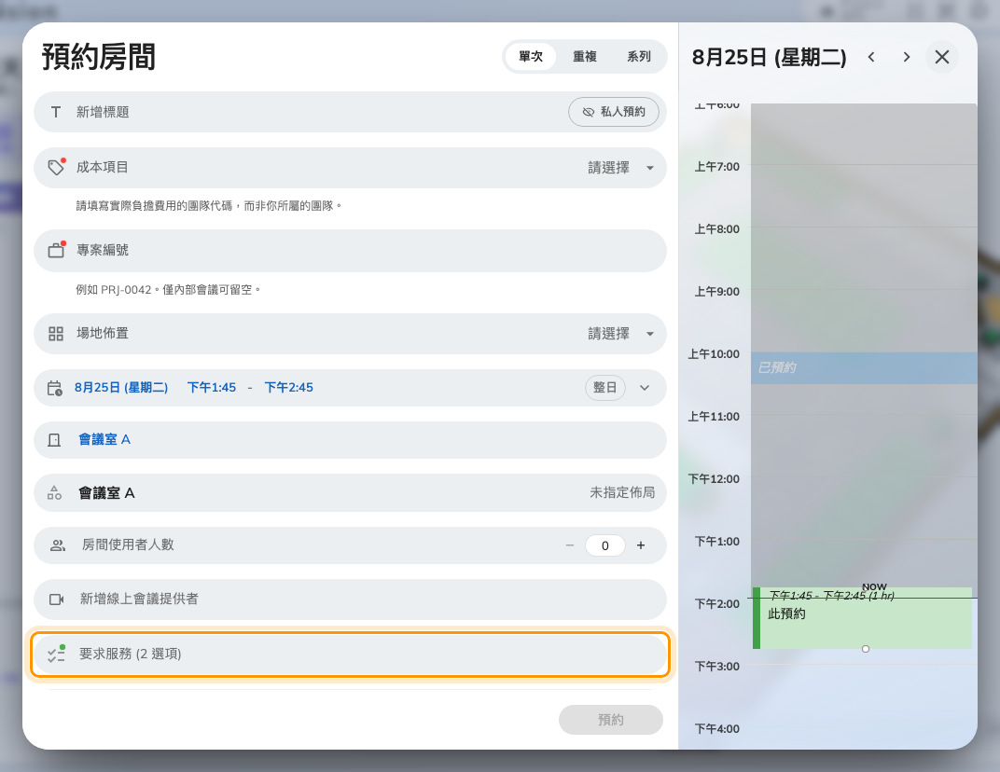 預約房間
單次
重複
系列
新增標題
私人預約
成本項目
請選擇
請填寫實際負擔費用的團隊代碼，而非你所屬的團隊。
專案編號
例如 PRJ-0042。僅內部會議可留空。
場地佈置
請選擇
8月25日 (星期二) 下午1:45 - 下午2:45
整日
會議室 A
會議室 A
未指定佈局
房間使用者人數
− 0 +
新增線上會議提供者
要求服務 (2 選項)
預約
8月25日 (星期二)
上午6:00
上午7:00
上午8:00
上午9:00
上午10:00
已預約
上午11:00
下午12:00
下午1:00
NOW
下午1:45 - 下午2:45 (1 hr)
下午2:00
此預約
下午3:00
下午4:00